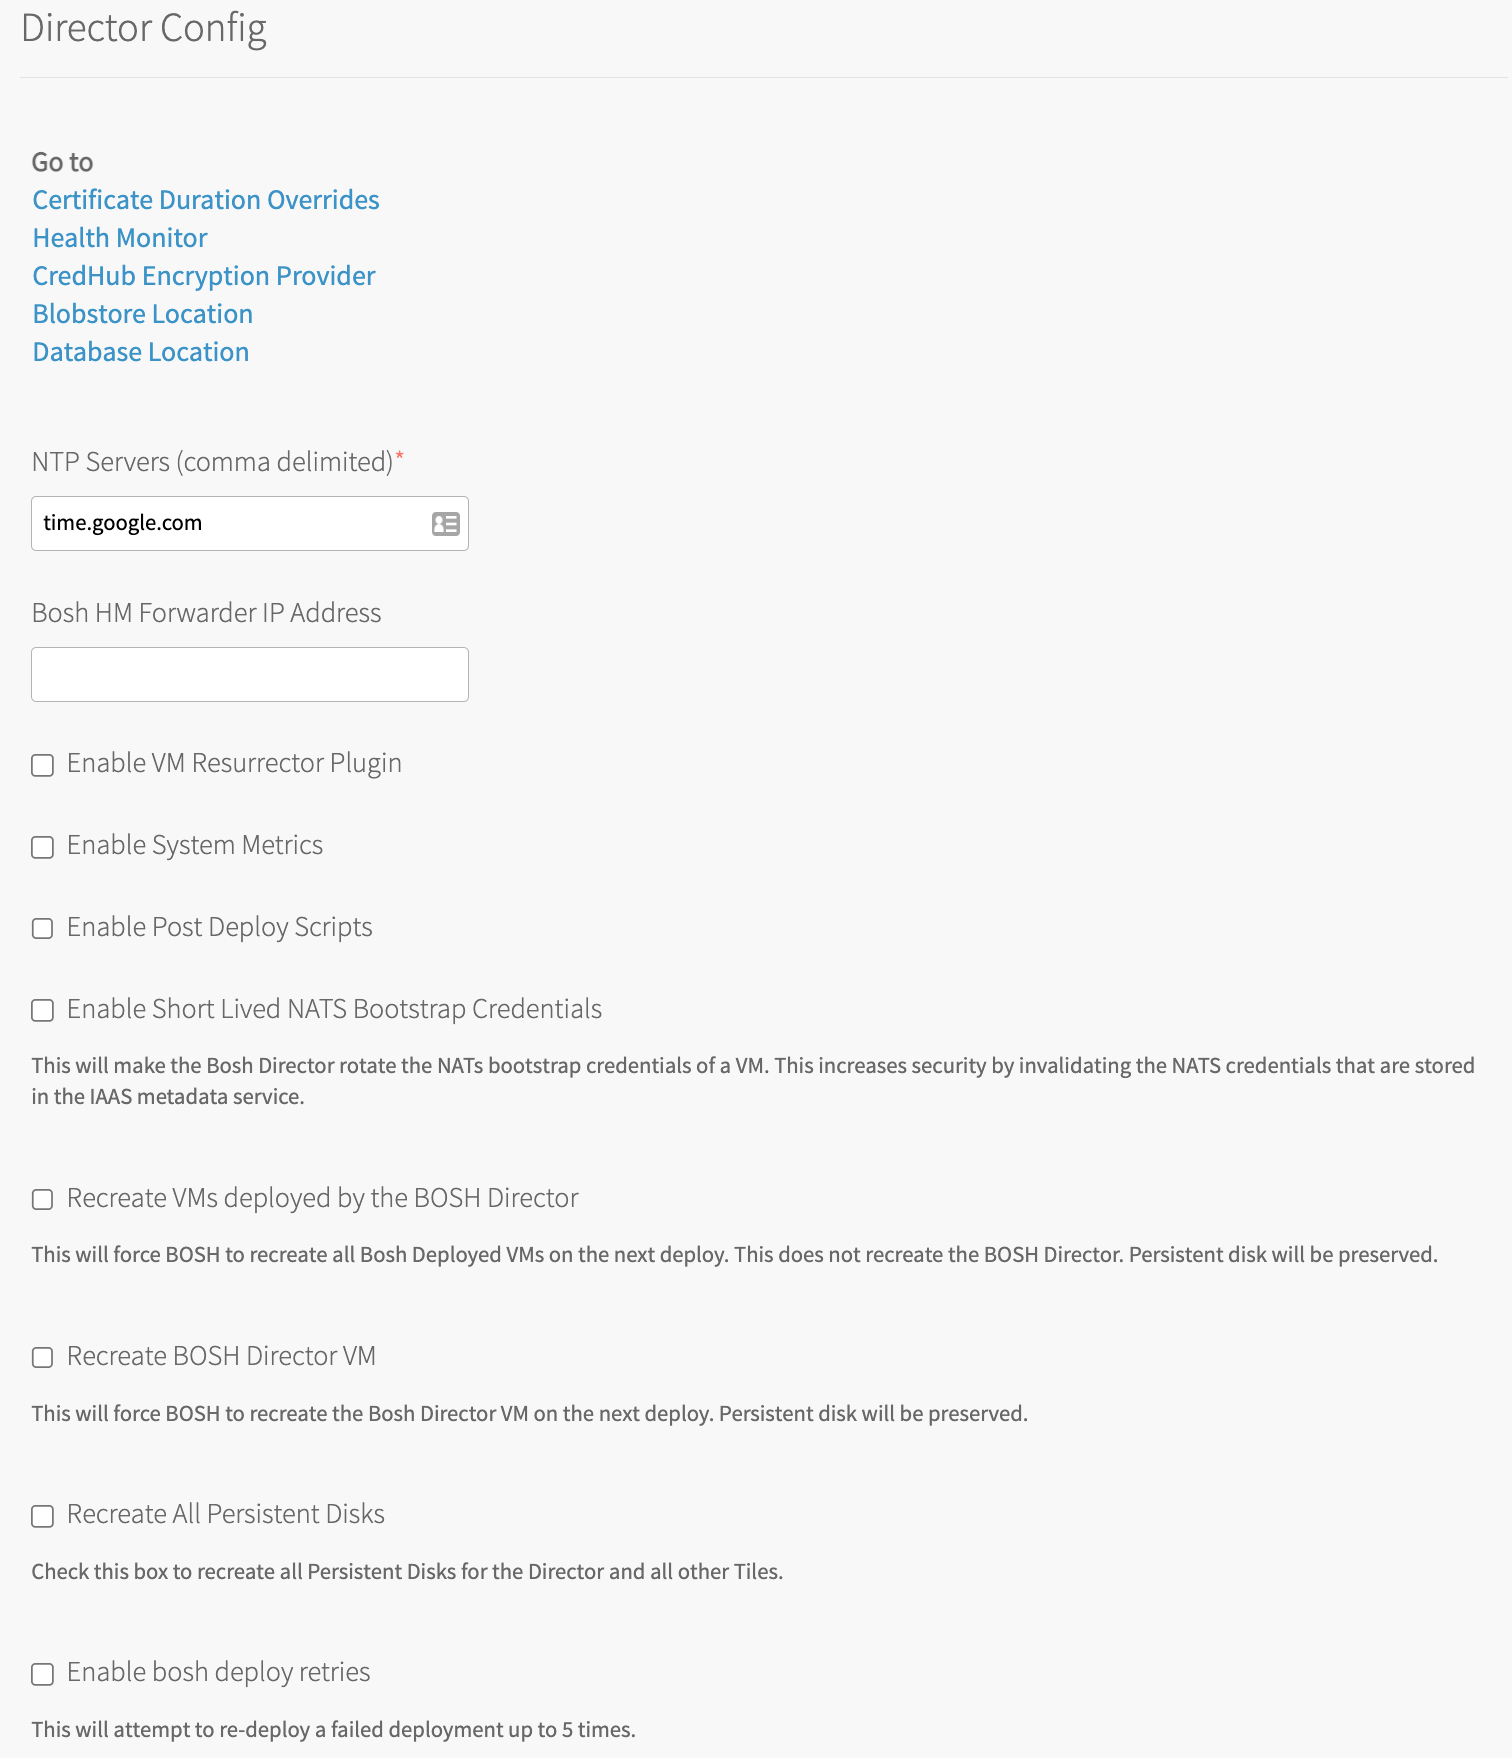 Director Config
Go to
Certificate Duration Overrides
Health Monitor
CredHub Encryption Provider
Blobstore Location
Database Location
NTP Servers (comma delimited)*
time.google.com
Bosh HM Forwarder IP Address
Enable VM Resurrector Plugin
Enable System Metrics
Enable Post Deploy Scripts
Enable Short Lived NATS Bootstrap Credentials
This will make the Bosh Director rotate the NATs bootstrap credentials of a VM. This increases security by invalidating the NATS credentials that are stored
in the IAAS metadata service.
Recreate VMs deployed by the BOSH Director
This will force BOSH to recreate all Bosh Deployed VMs on the next deploy. This does not recreate the BOSH Director. Persistent disk will be preserved.
Recreate BOSH Director VM
This will force BOSH to recreate the Bosh Director VM on the next deploy. Persistent disk will be preserved.
Recreate All Persistent Disks
Check this box to recreate all Persistent Disks for the Director and all other Tiles.
Enable bosh deploy retries
This will attempt to re-deploy a failed deployment up to 5 times.